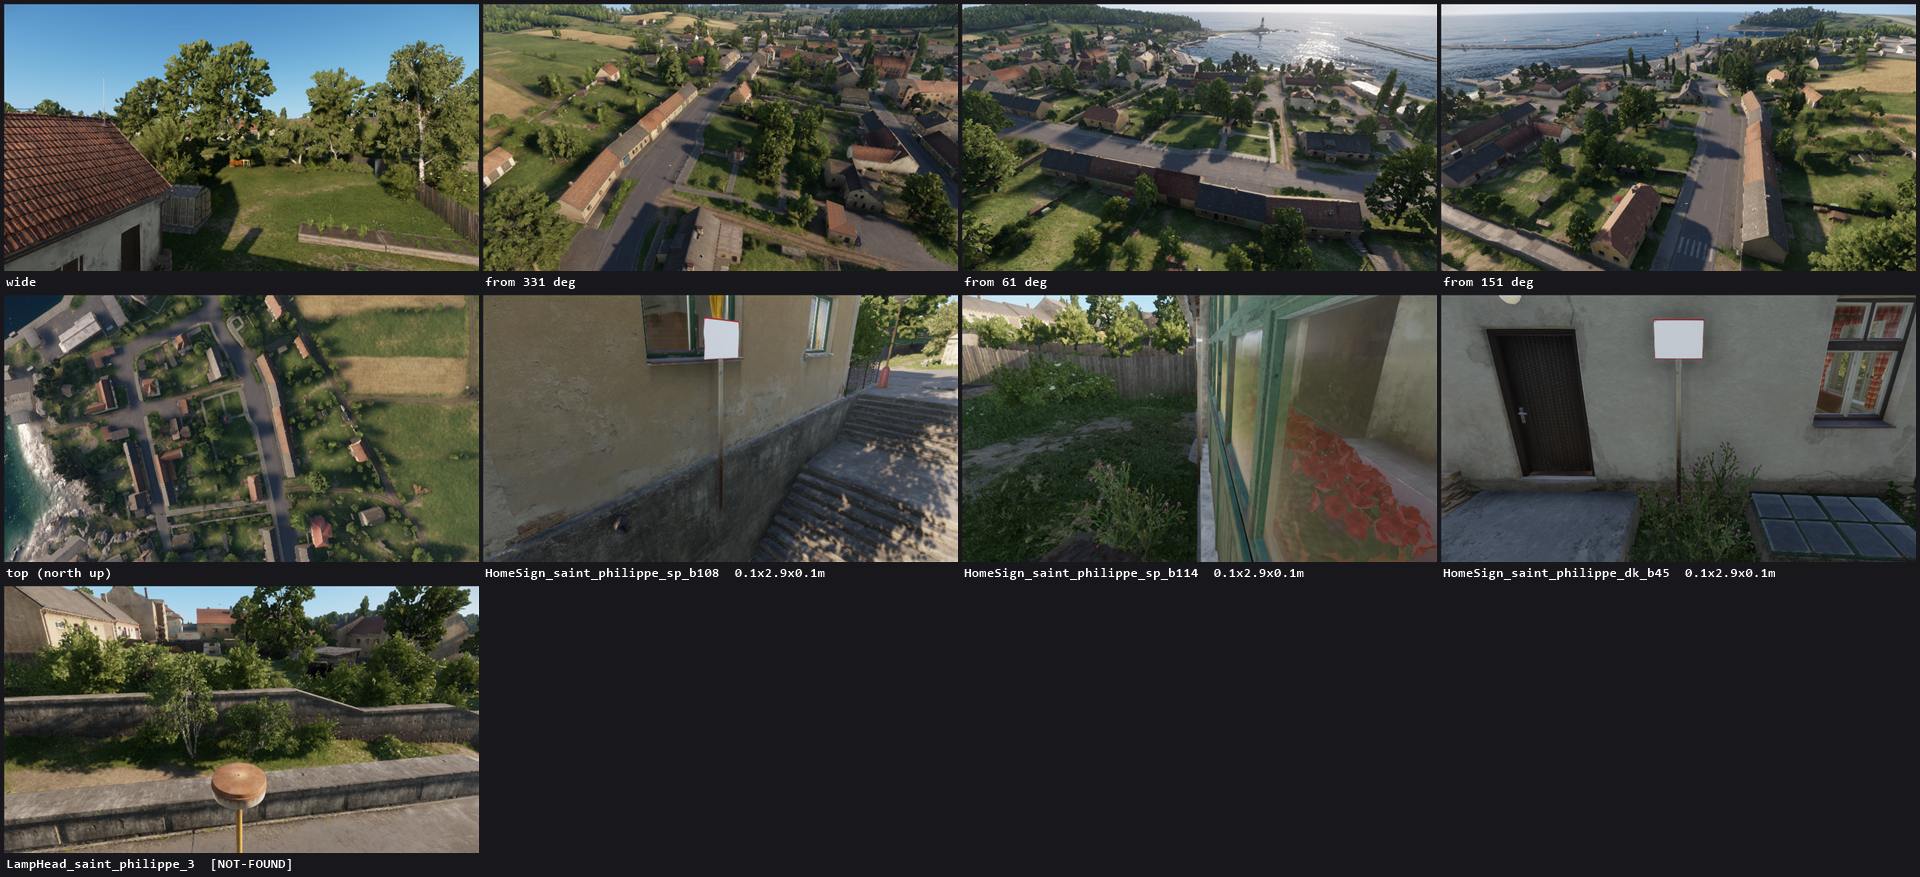 wide
from 331 deg
from 61 deg
from 151 deg
top (north up)
HomeSign_saint_philippe_sp_b108  0.1x2.9x0.1m
HomeSign_saint_philippe_sp_b114  0.1x2.9x0.1m
HomeSign_saint_philippe_dk_b45  0.1x2.9x0.1m
LampHead_saint_philippe_3  [NOT-FOUND]